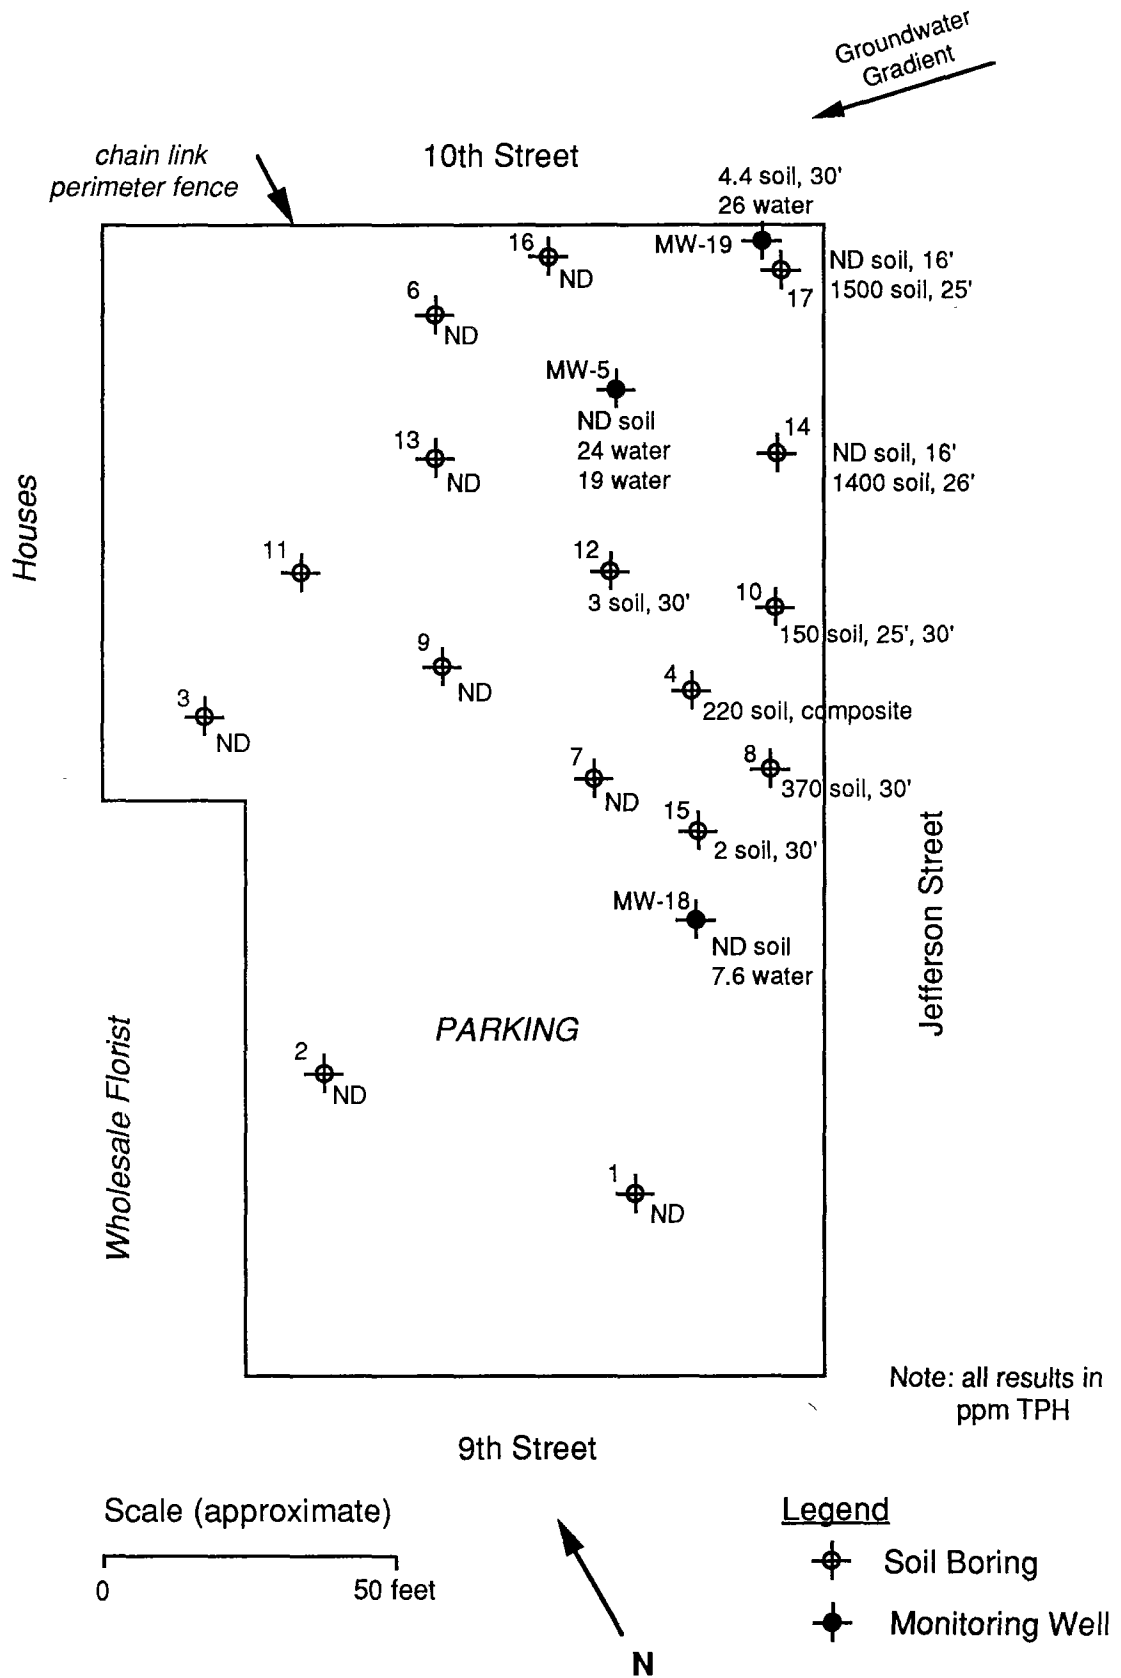 Groundwater
Gradient
chain link
perimeter fence
10th Street
4.4 soil, 30'
26 water
MW-19
16
ND
ND soil, 16'
1500 soil, 25'
17
6
ND
MW-5
ND soil
24 water
19 water
14
ND soil, 16'
1400 soil, 26'
13
ND
Houses
11
12
3 soil, 30'
10
150 soil, 25', 30'
9
ND
4
220 soil, composite
3
ND
7
ND
8
370 soil, 30'
15
2 soil, 30'
MW-18
ND soil
7.6 water
Jefferson Street
PARKING
Wholesale Florist
2
ND
1
ND
Note: all results in
ppm TPH
9th Street
Scale (approximate)
0
50 feet
N
Legend
Soil Boring
Monitoring Well